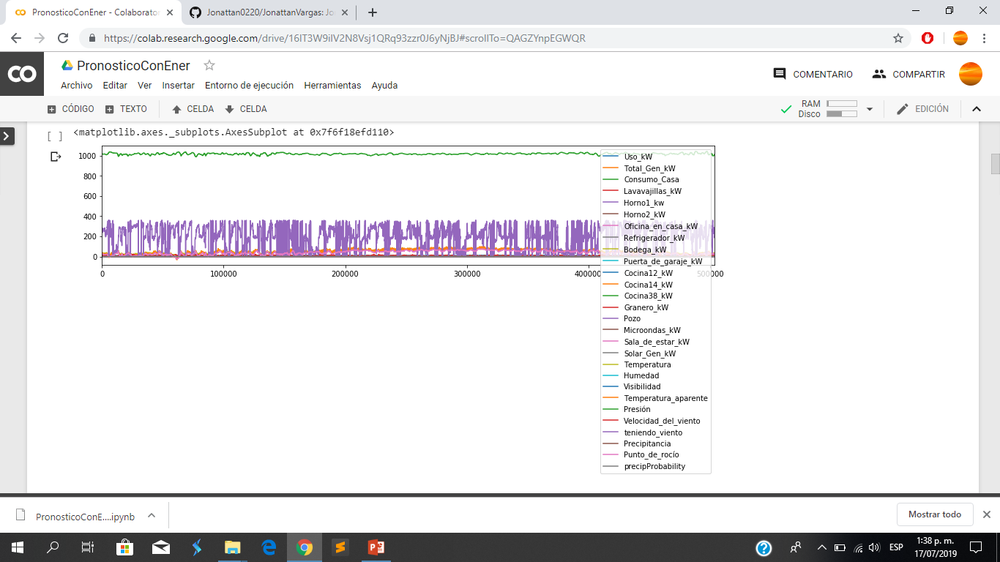 PronosticoConEner - Colaborator
Jonattan0220/JonattanVargas: Jo
https://colab.research.google.com/drive/16IT3W9iIV2N8Vsj1QRq93zzr0J6yNjBJ#scrollTo=QAGZYnpEGWQR
CO
PronosticoConEner
COMENTARIO
COMPARTIR
Archivo Editar Ver Insertar Entorno de ejecución Herramientas Ayuda
CÓDIGO TEXTO CELDA CELDA
RAM
Disco
EDICIÓN
[ ] <matplotlib.axes._subplots.AxesSubplot at 0x7f6f18efd110>
1000
800
600
400
200
0
0 100000 200000 300000 400000 500000
Uso_kW
Total_Gen_kW
Consumo_Casa
Lavavajillas_kW
Horno1_kw
Horno2_kW
Oficina_en_casa_kW
Refrigerador_kW
Bodega_kW
Puerta_de_garaje_kW
Cocina12_kW
Cocina14_kW
Cocina38_kW
Granero_kW
Pozo
Microondas_kW
Sala_de_estar_kW
Solar_Gen_kW
Temperatura
Humedad
Visibilidad
Temperatura_aparente
Presión
Velocidad_del_viento
teniendo_viento
Precipitancia
Punto_de_rocío
precipProbability
PronosticoConE....ipynb
Mostrar todo
ESP
1:38 p. m.
17/07/2019